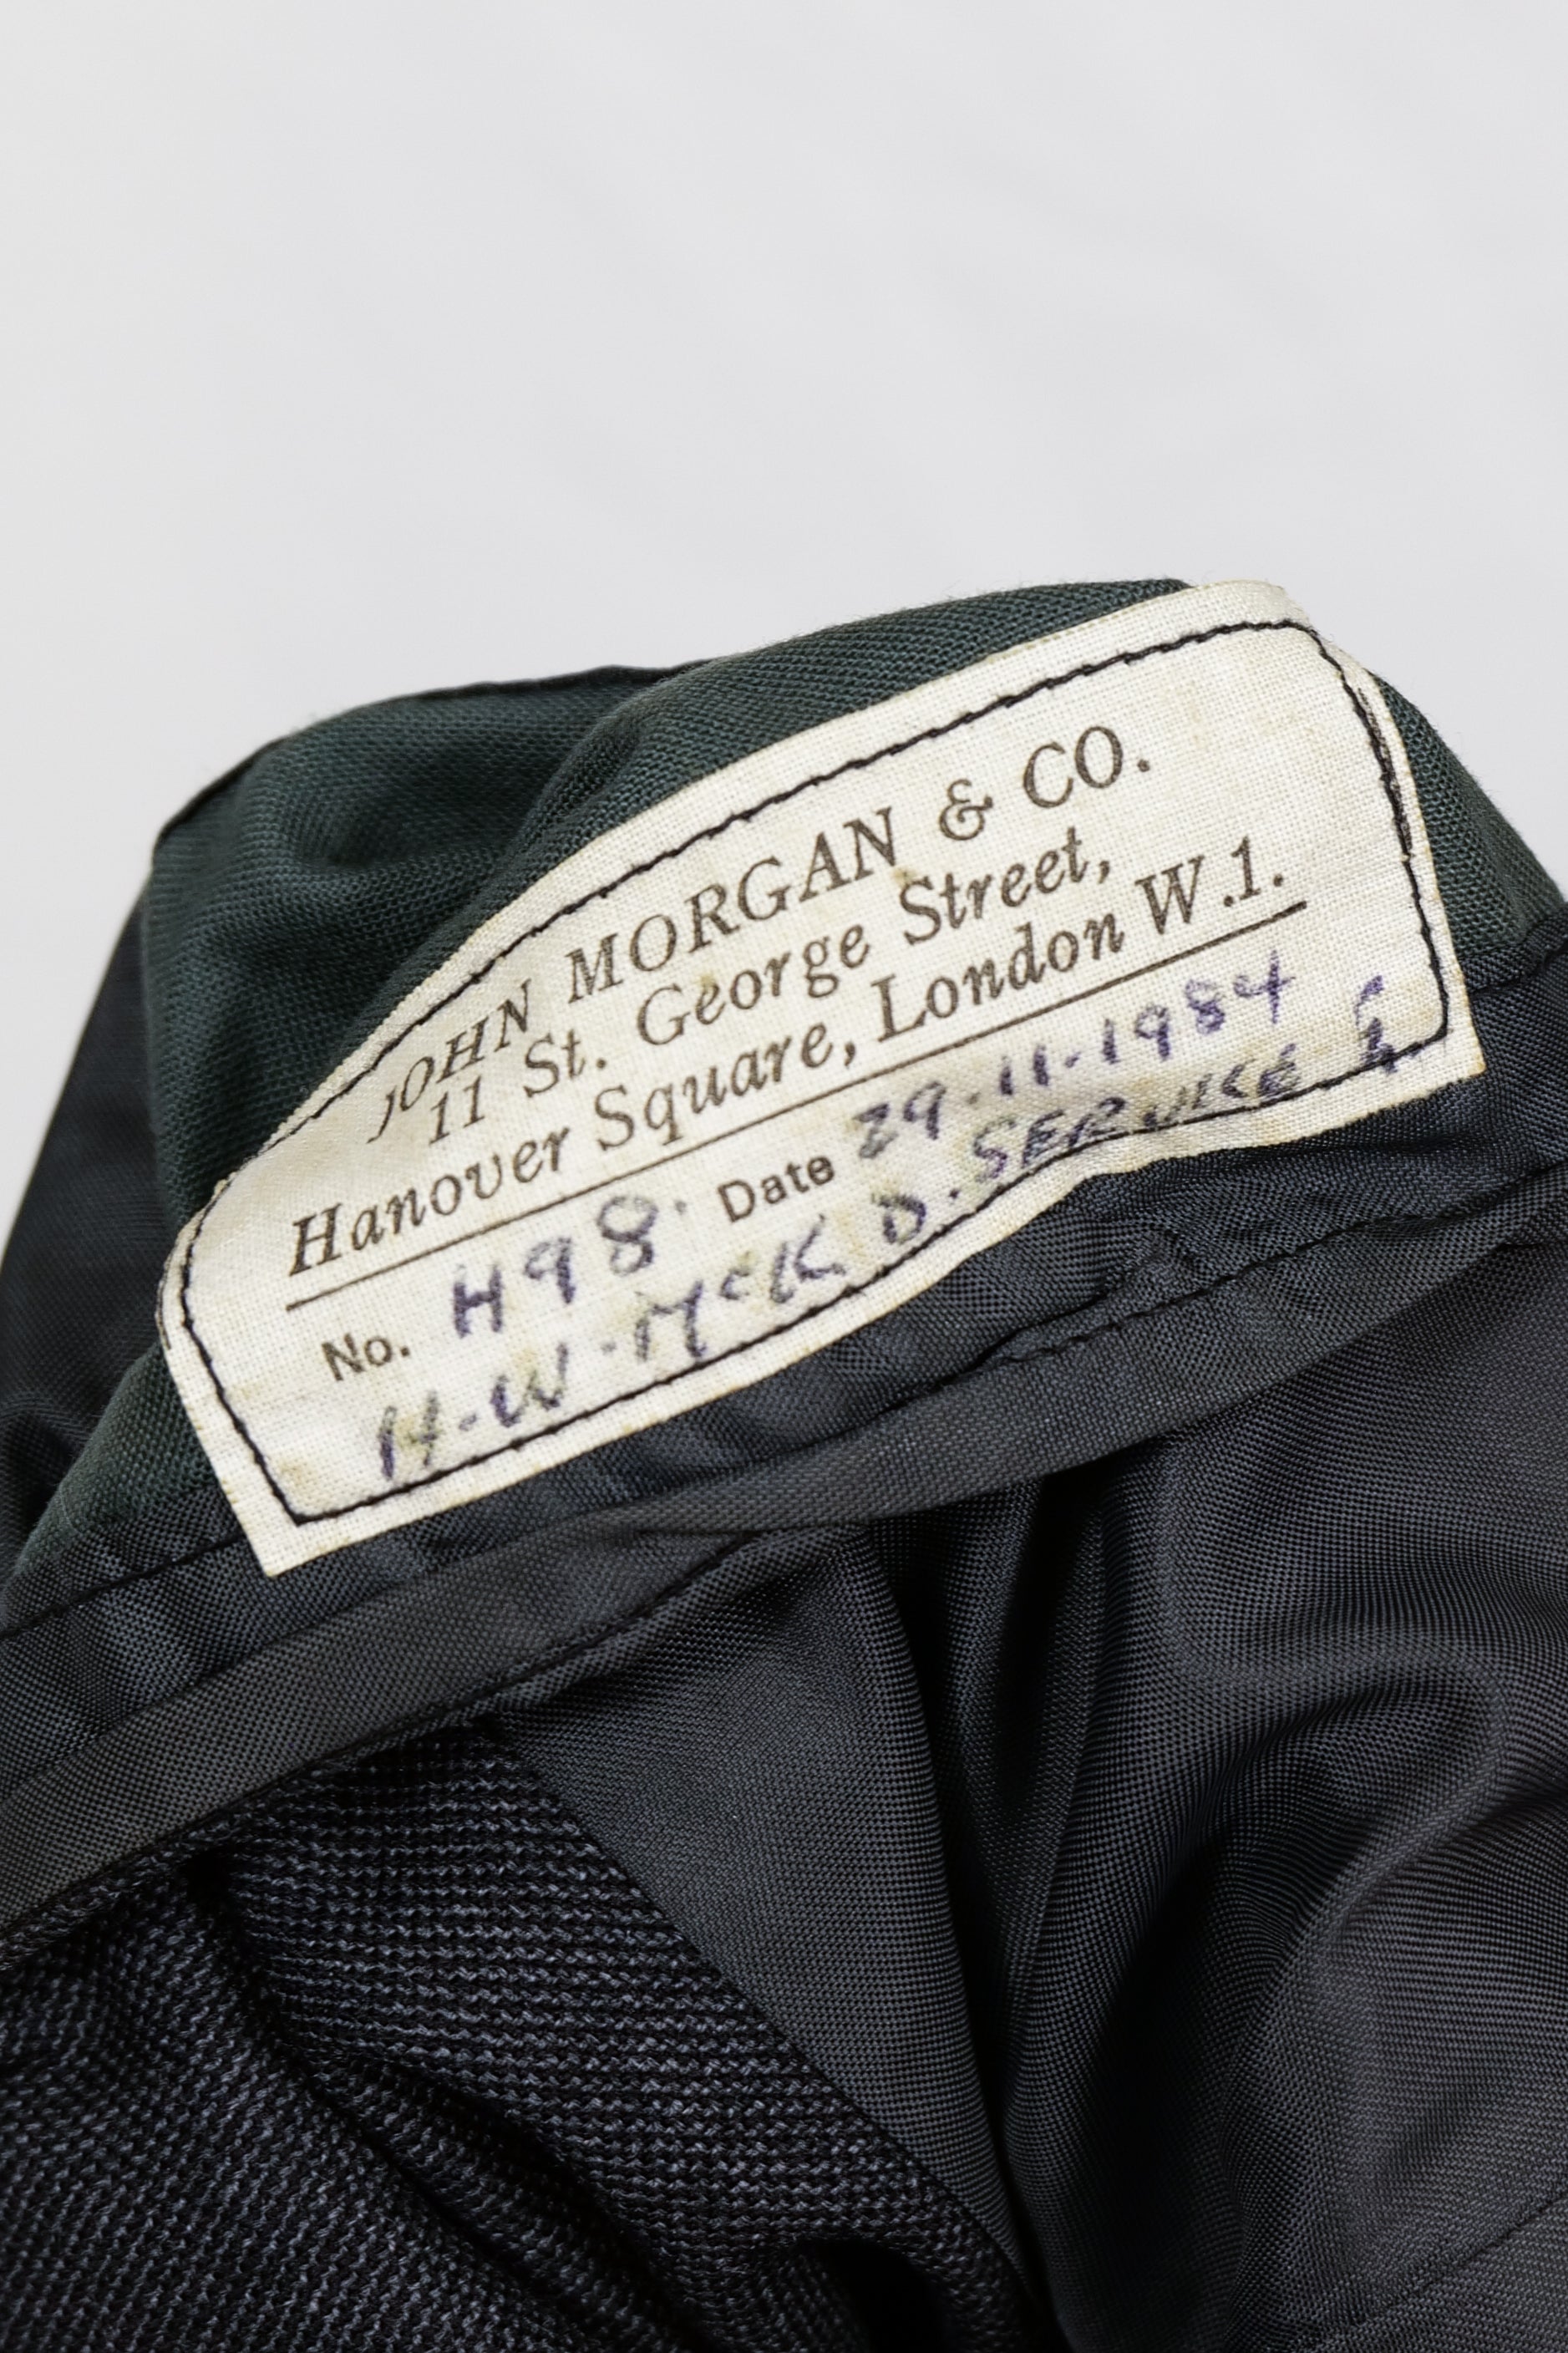 JOHN MORGAN & CO.
11 St. George Street,
Hanover Square, London W.1.
No. H98. Date 29.11.1984
H.W. McK D. SERVICE